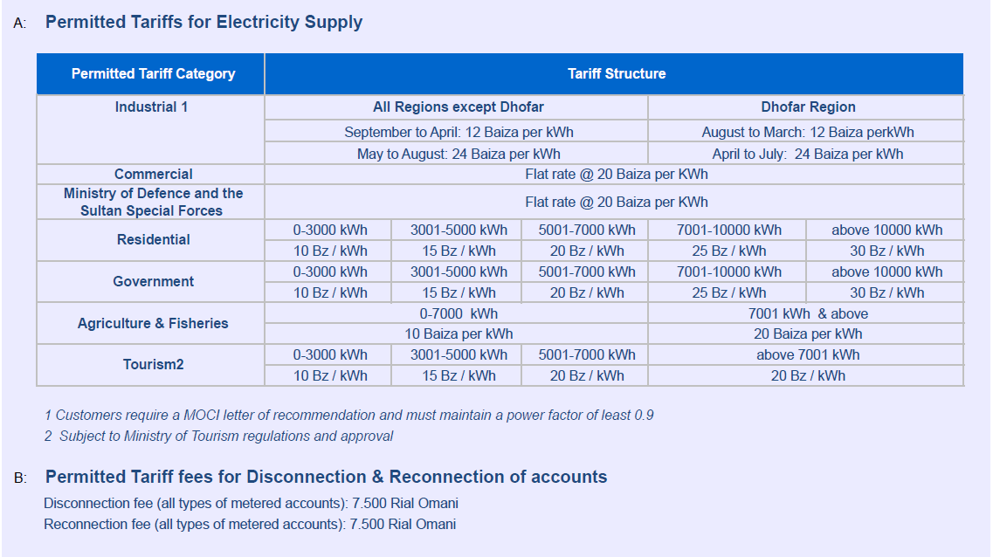 A: Permitted Tariffs for Electricity Supply
Permitted Tariff Category Tariff Structure
Industrial 1 All Regions except Dhofar Dhofar Region
September to April: 12 Baiza per kWh August to March: 12 Baiza perkWh
May to August: 24 Baiza per kWh April to July: 24 Baiza per kWh
Commercial Flat rate @ 20 Baiza per KWh
Ministry of Defence and the
Sultan Special Forces Flat rate @ 20 Baiza per KWh
Residential 0-3000 kWh 3001-5000 kWh 5001-7000 kWh 7001-10000 kWh above 10000 kWh
10 Bz / kWh 15 Bz / kWh 20 Bz / kWh 25 Bz / kWh 30 Bz / kWh
Government 0-3000 kWh 3001-5000 kWh 5001-7000 kWh 7001-10000 kWh above 10000 kWh
10 Bz / kWh 15 Bz / kWh 20 Bz / kWh 25 Bz / kWh 30 Bz / kWh
Agriculture & Fisheries 0-7000 kWh 7001 kWh & above
10 Baiza per kWh 20 Baiza per kWh
Tourism2 0-3000 kWh 3001-5000 kWh 5001-7000 kWh above 7001 kWh
10 Bz / kWh 15 Bz / kWh 20 Bz / kWh 20 Bz / kWh
1 Customers require a MOCI letter of recommendation and must maintain a power factor of least 0.9
2 Subject to Ministry of Tourism regulations and approval
B: Permitted Tariff fees for Disconnection & Reconnection of accounts
Disconnection fee (all types of metered accounts): 7.500 Rial Omani
Reconnection fee (all types of metered accounts): 7.500 Rial Omani